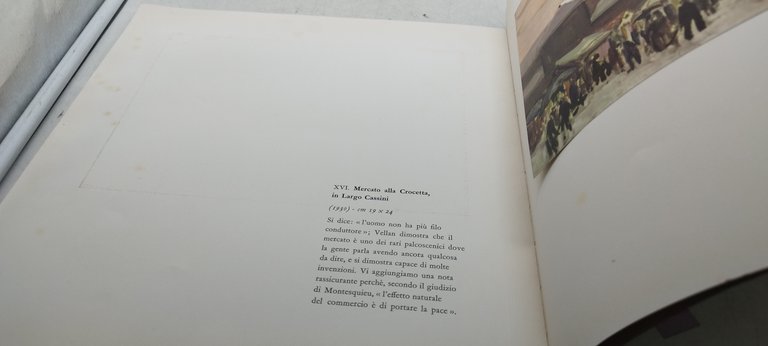 XVI. Mercato alla Crocetta,
in Largo Cassini
(1930) - cm 19 x 24
Si dice: « l'uomo non ha più filo
conduttore »; Vellan dimostra che il
mercato è uno dei rari palcoscenici dove
la gente parla avendo ancora qualcosa
da dire, e si dimostra capace di molte
invenzioni. Vi aggiungiamo una nota
rassicurante perchè, secondo il giudizio
di Montesquieu, « l'effetto naturale
del commercio è di portare la pace ».